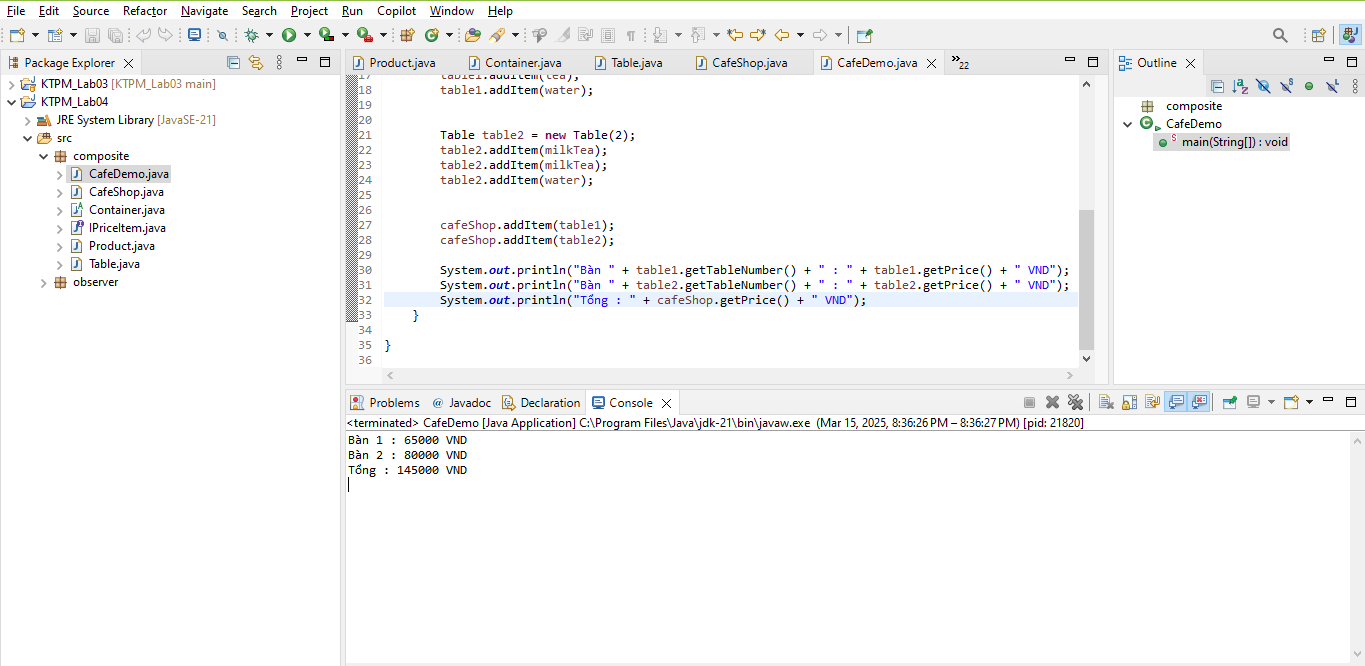 File Edit Source Refactor Navigate Search Project Run Copilot Window Help
Package Explorer
KTPM_Lab03 [KTPM_Lab03 main]
KTPM_Lab04
JRE System Library [JavaSE-21]
src
composite
CafeDemo.java
CafeShop.java
Container.java
IPriceItem.java
Product.java
Table.java
observer
Product.java Container.java Table.java CafeShop.java CafeDemo.java »22
17 table1.addItem(tea);
18 table1.addItem(water);
19
20
21 Table table2 = new Table(2);
22 table2.addItem(milkTea);
23 table2.addItem(milkTea);
24 table2.addItem(water);
25
26
27 cafeShop.addItem(table1);
28 cafeShop.addItem(table2);
29
30 System.out.println("Bàn " + table1.getTableNumber() + " : " + table1.getPrice() + " VND");
31 System.out.println("Bàn " + table2.getTableNumber() + " : " + table2.getPrice() + " VND");
32 System.out.println("Tổng : " + cafeShop.getPrice() + " VND");
33 }
34
35 }
36
Outline
composite
CafeDemo
main(String[]) : void
Problems @ Javadoc Declaration Console
<terminated> CafeDemo [Java Application] C:\Program Files\Java\jdk-21\bin\javaw.exe (Mar 15, 2025, 8:36:26 PM – 8:36:27 PM) [pid: 21820]
Bàn 1 : 65000 VND
Bàn 2 : 80000 VND
Tổng : 145000 VND